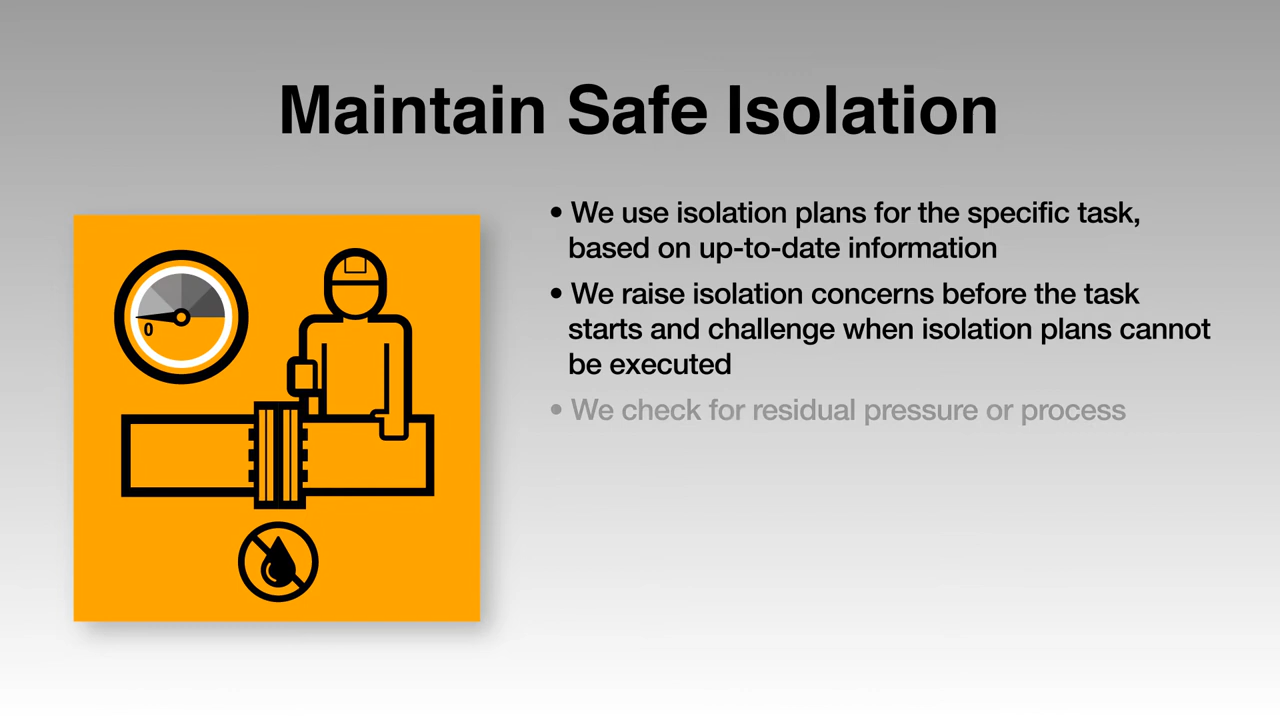 Maintain Safe Isolation
• We use isolation plans for the specific task,
based on up-to-date information
• We raise isolation concerns before the task
starts and challenge when isolation plans cannot
be executed
• We check for residual pressure or process
0